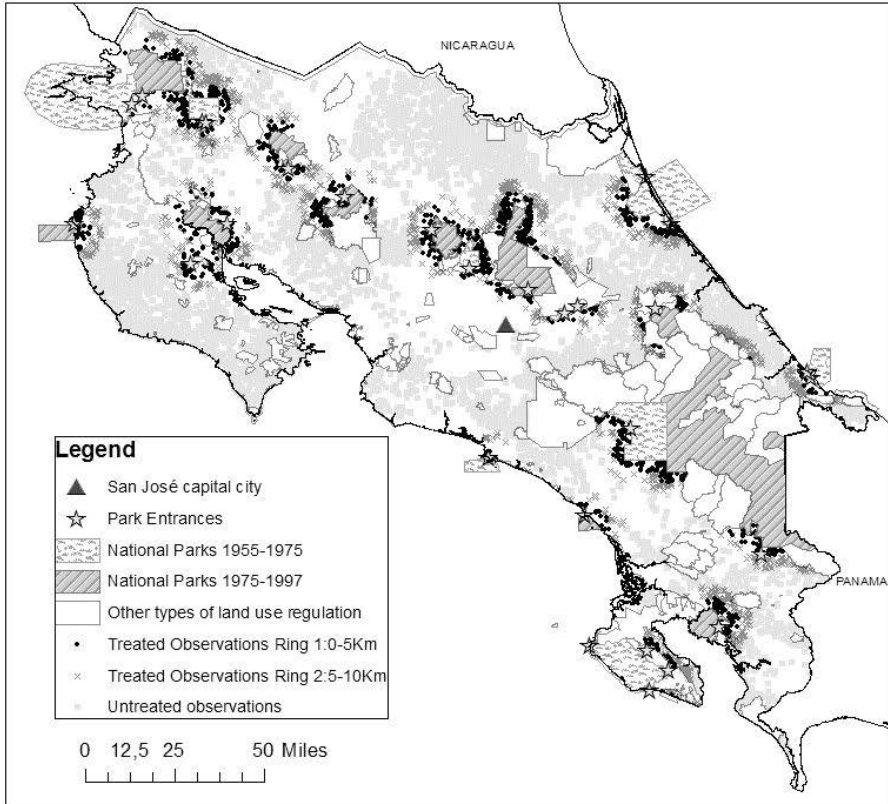 NICARAGUA
PANAMA
Legend
San José capital city
Park Entrances
National Parks 1955-1975
National Parks 1975-1997
Other types of land use regulation
Treated Observations Ring 1:0-5Km
Treated Observations Ring 2:5-10Km
Untreated observations
0 12,5 25 50 Miles